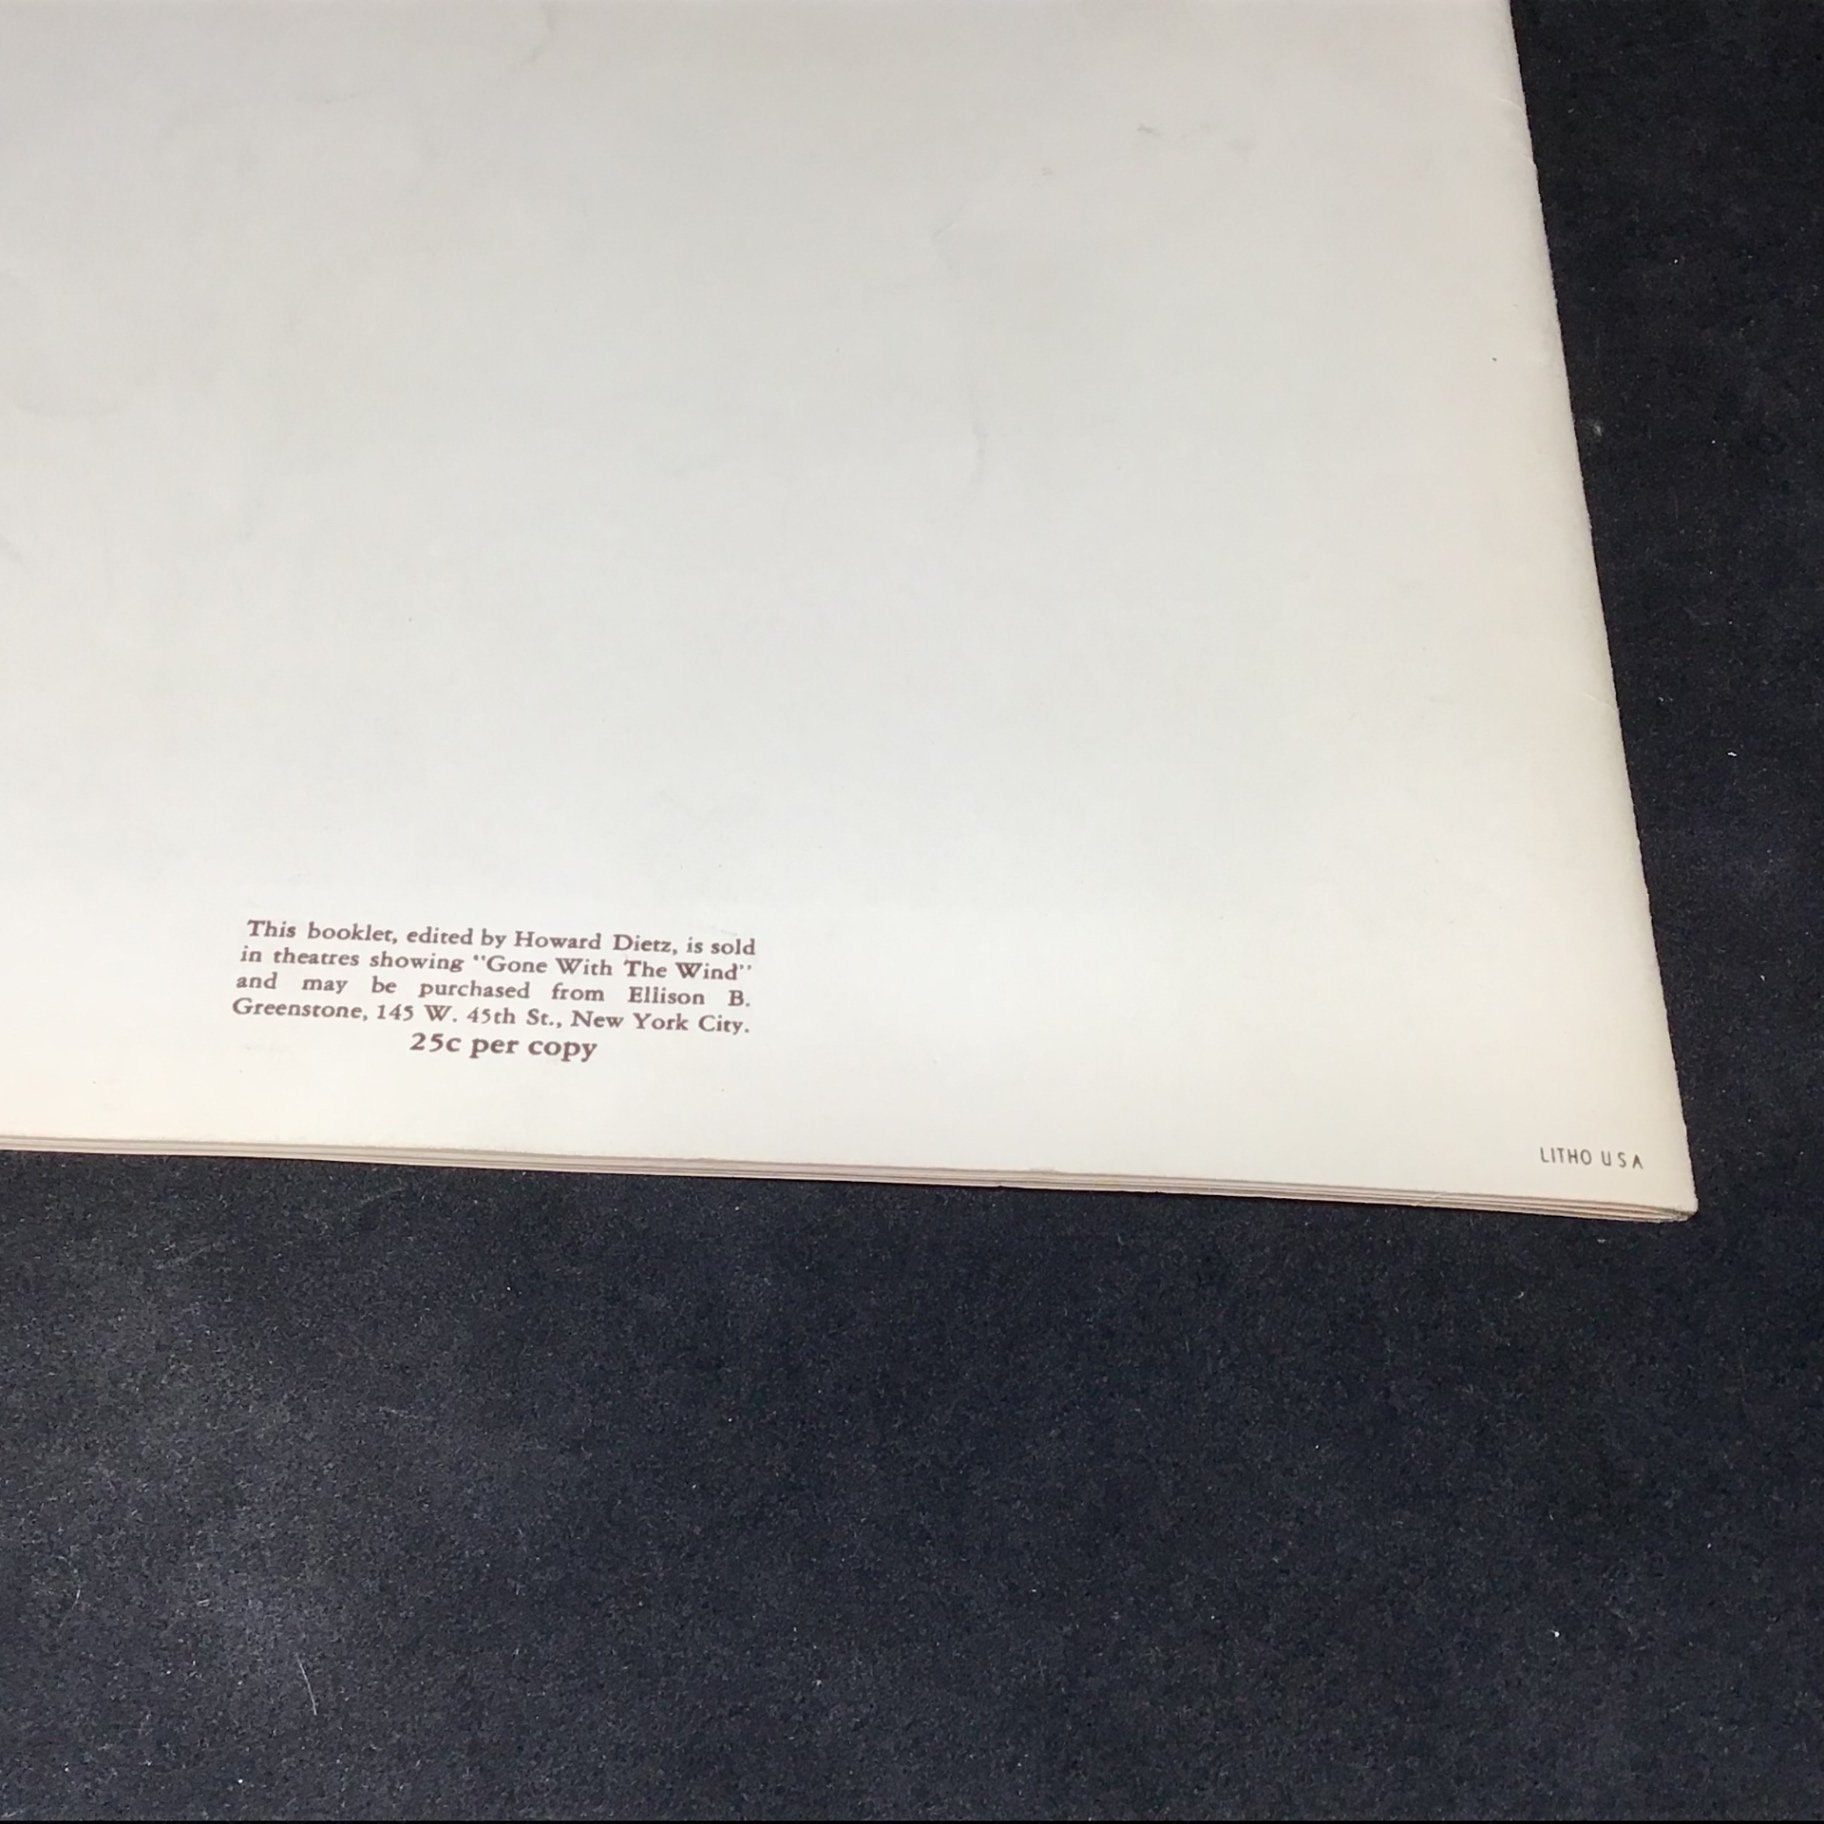 This booklet, edited by Howard Dietz, is sold
in theatres showing "Gone With The Wind"
and may be purchased from Ellison B.
Greenstone, 145 W. 45th St., New York City.
25c per copy
LITHO U S A